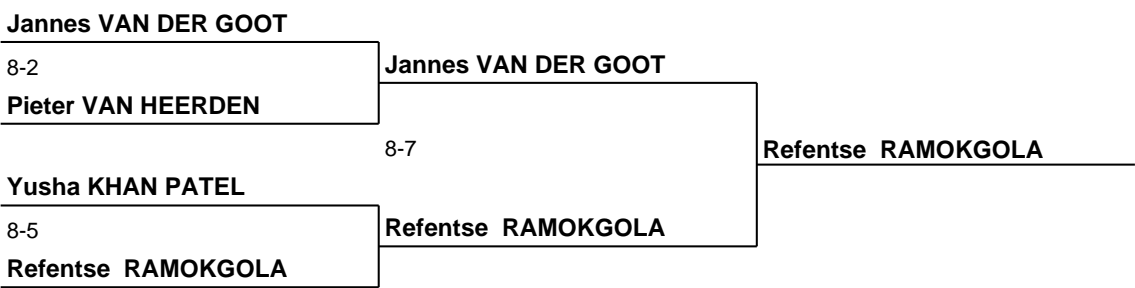 Jannes VAN DER GOOT
8-2
Pieter VAN HEERDEN
Yusha KHAN PATEL
8-5
Refentse  RAMOKGOLA
Jannes VAN DER GOOT
8-7
Refentse  RAMOKGOLA
Refentse  RAMOKGOLA